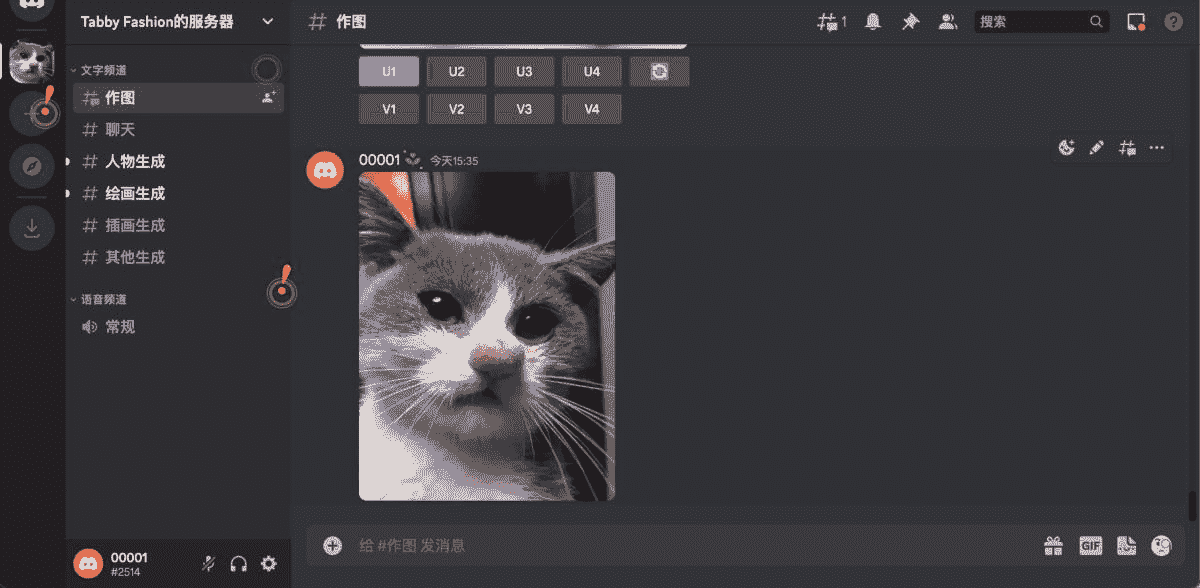 Tabby Fashion的服务器
作图
1
搜索
文字频道
作图
聊天
人物生成
绘画生成
插画生成
其他生成
语音频道
常规
00001
#2514
U1 U2 U3 U4
V1 V2 V3 V4
00001 今天15:35
给 #作图 发消息
GIF